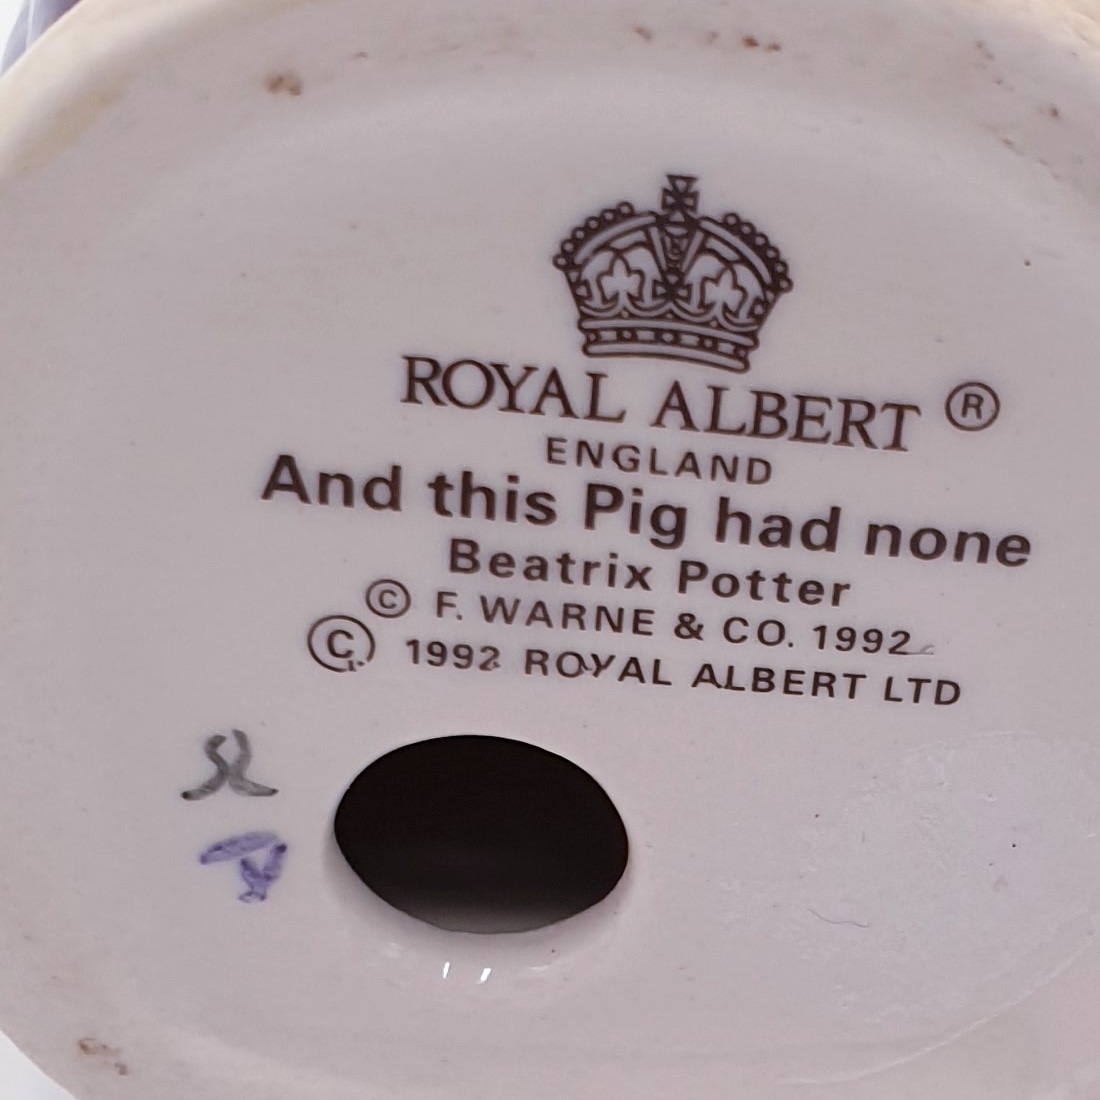 ROYAL ALBERT ®
ENGLAND
And this Pig had none
Beatrix Potter
© F. WARNE & CO. 1992
© 1992 ROYAL ALBERT LTD